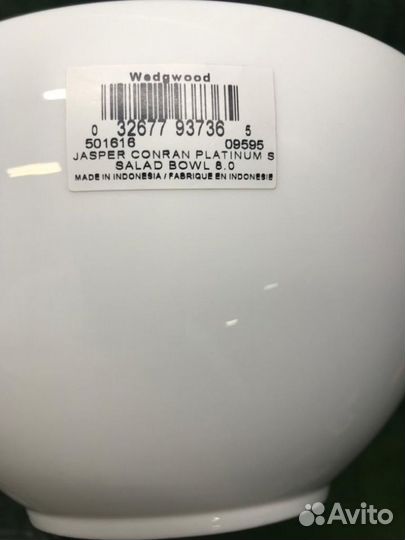 Wedgwood
0 32677 93736 5
501616 09595
JASPER CONRAN PLATINUM S
SALAD BOWL 8.0
MADE IN INDONESIA / FABRIQUE EN INDONESIE
Avito